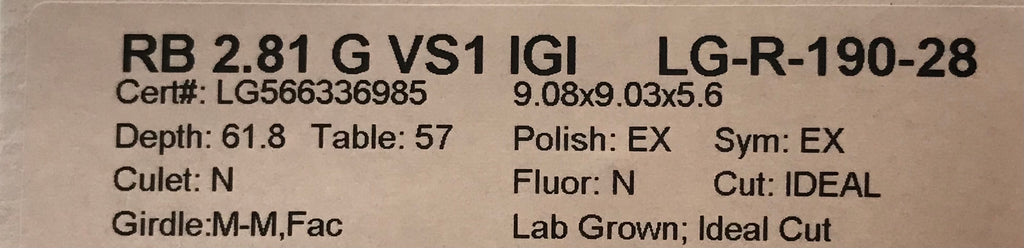 RB 2.81 G VS1 IGI LG-R-190-28
Cert#: LG566336985 9.08x9.03x5.6
Depth: 61.8 Table: 57 Polish: EX Sym: EX
Culet: N Fluor: N Cut: IDEAL
Girdle:M-M,Fac Lab Grown; Ideal Cut